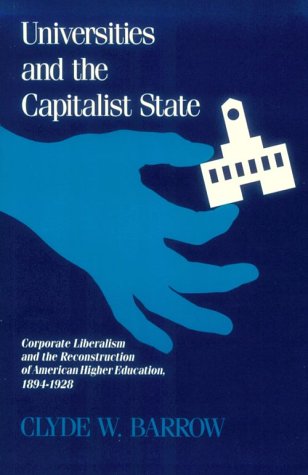 Universities
and the
Capitalist State
Corporate Liberalism
and the Reconstruction
of American Higher Education,
1894-1928
CLYDE W. BARROW